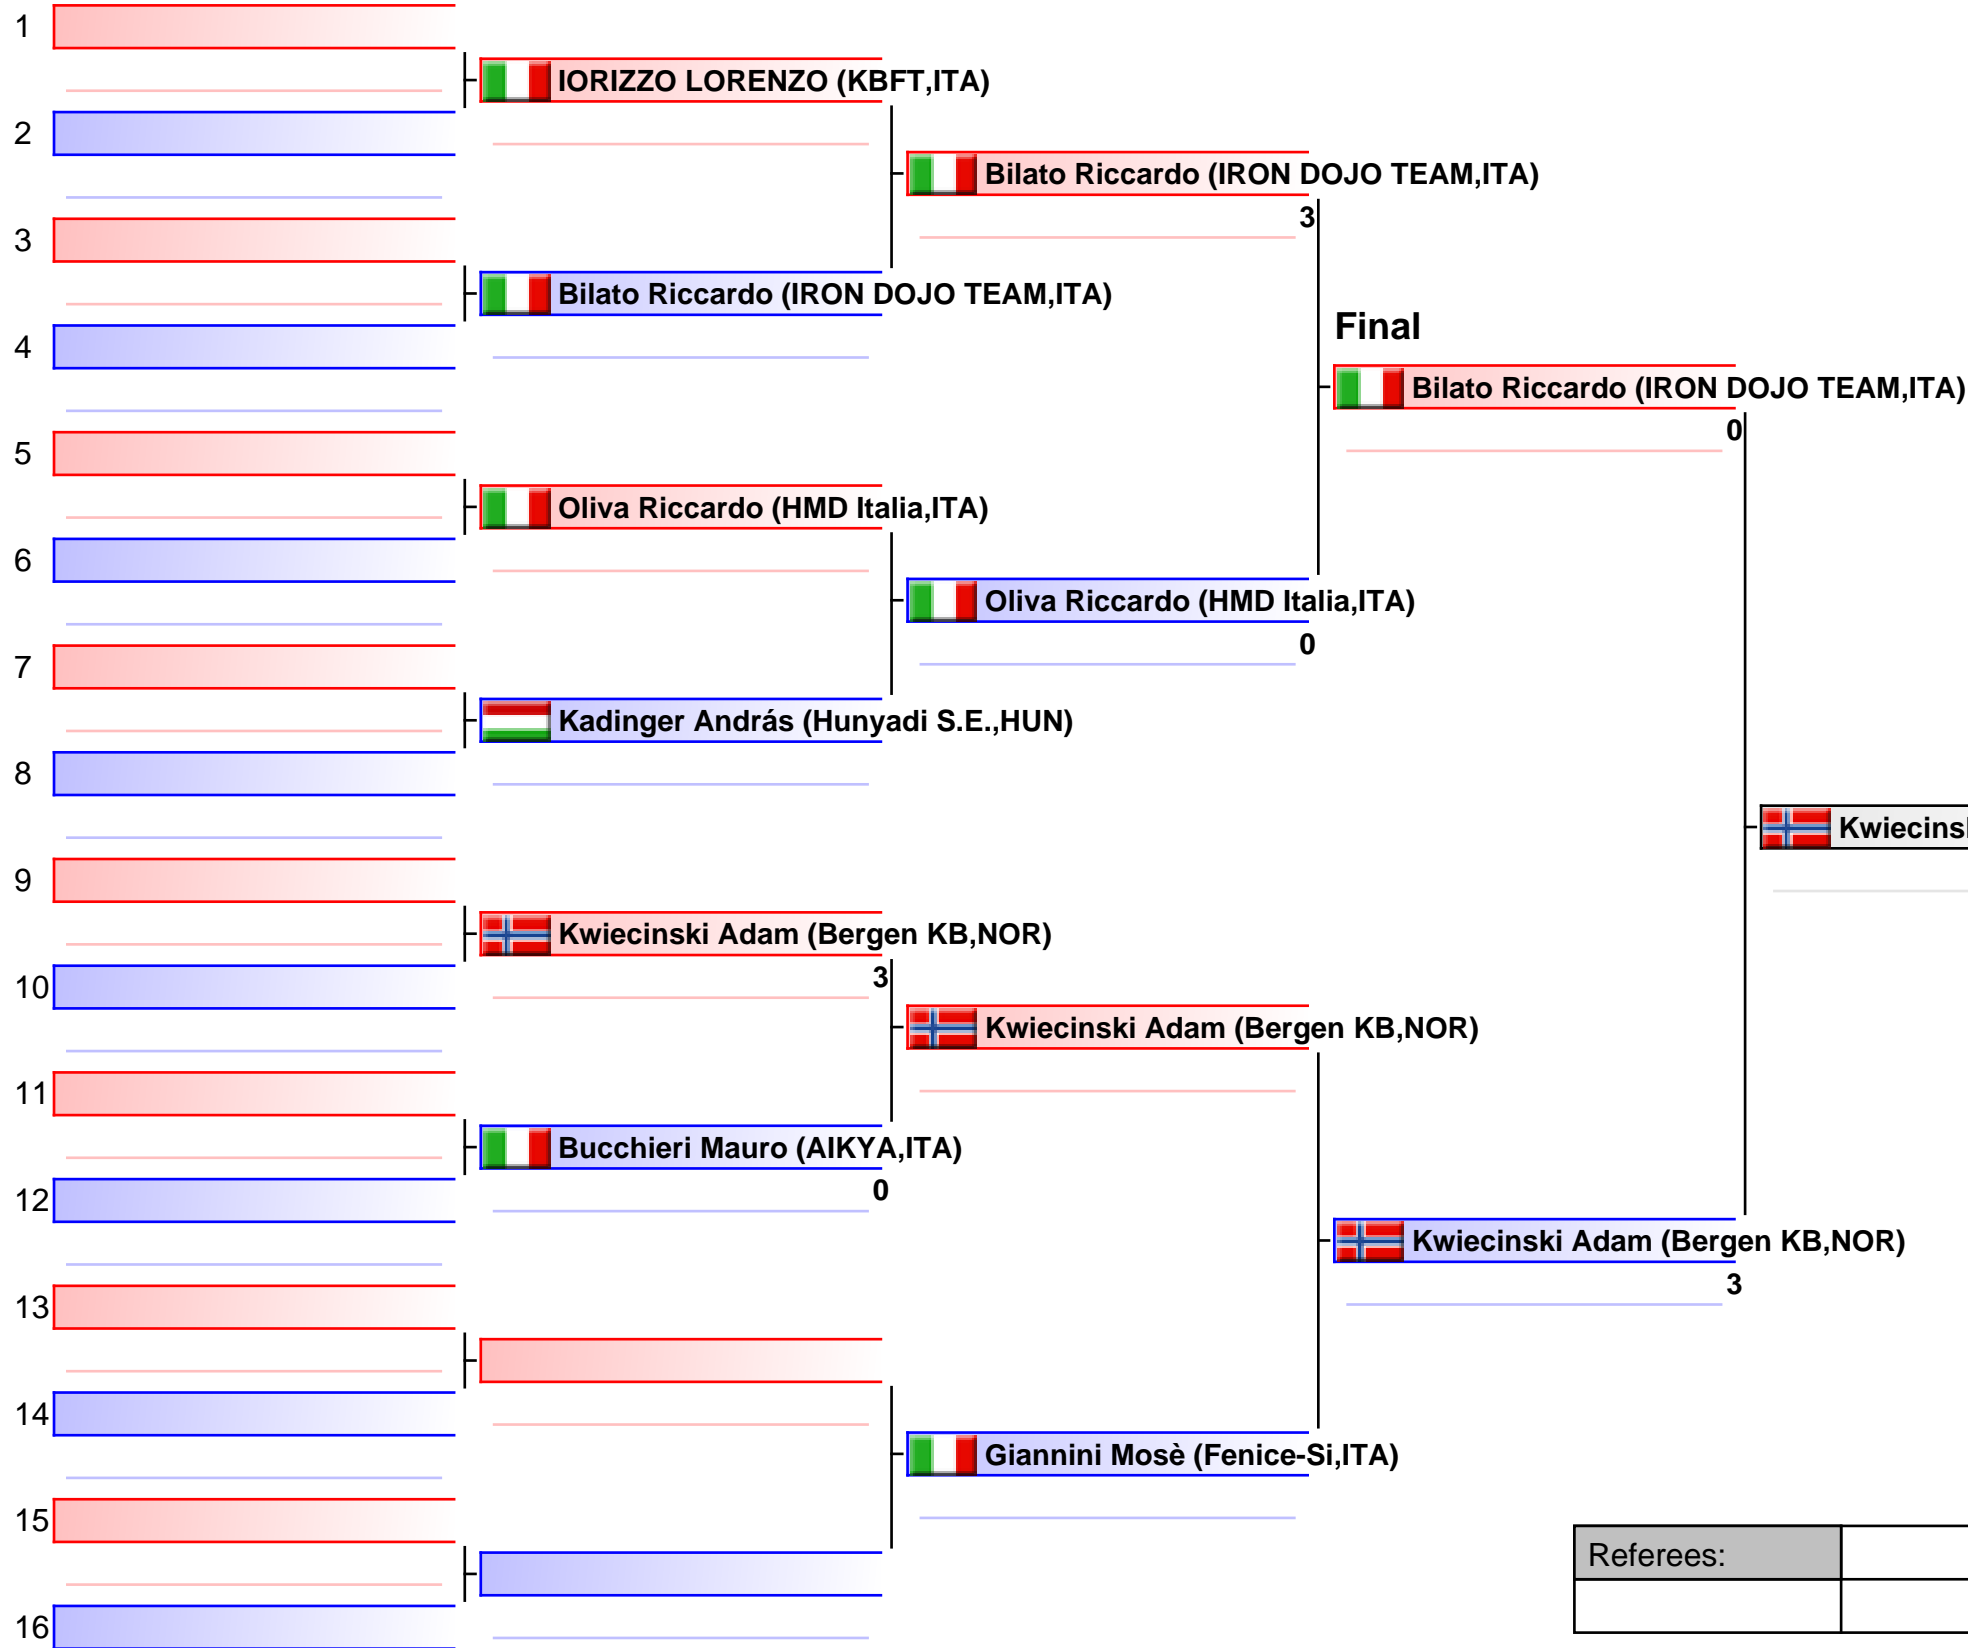 1
IORIZZO LORENZO (KBFT,ITA)
2
Bilato Riccardo (IRON DOJO TEAM,ITA)
3
3
Bilato Riccardo (IRON DOJO TEAM,ITA)
Final
4
Bilato Riccardo (IRON DOJO TEAM,ITA)
0
5
Oliva Riccardo (HMD Italia,ITA)
6
Oliva Riccardo (HMD Italia,ITA)
0
7
Kadinger András (Hunyadi S.E.,HUN)
8
9
Kwiecinski Adam (Bergen KB,NOR)
3
10
Kwiecinski Adam (Bergen KB,NOR)
11
Bucchieri Mauro (AIKYA,ITA)
0
12
Kwiecinski Adam (Bergen KB,NOR)
3
13
14
Giannini Mosè (Fenice-Si,ITA)
15
Referees:
16